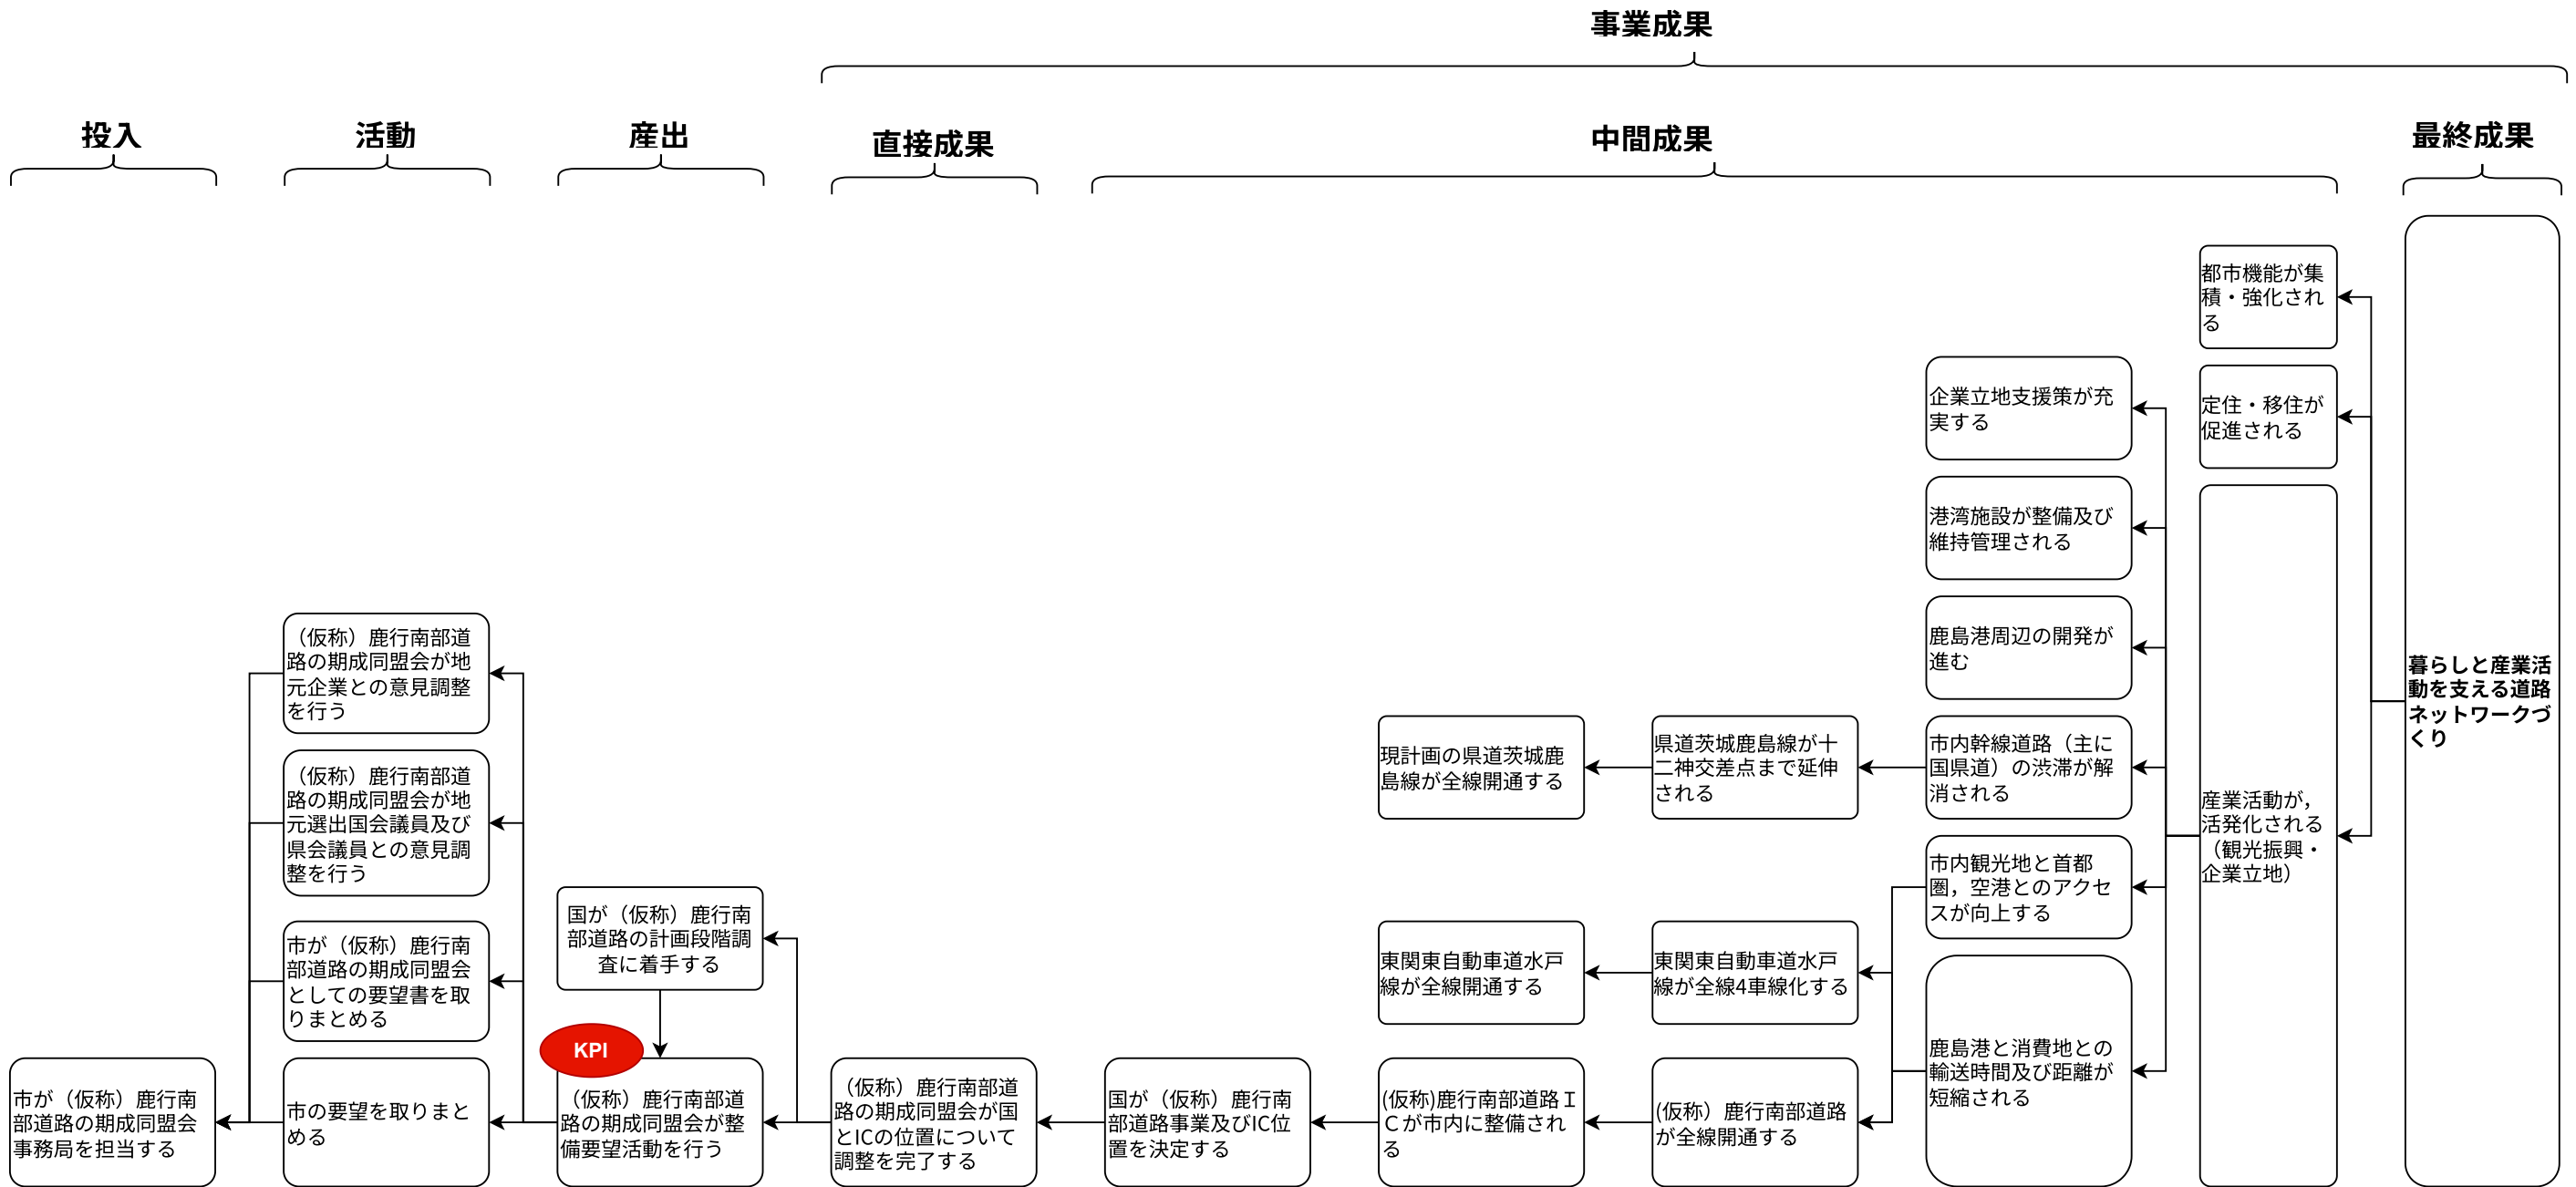 事業成果
投入
活動
産出
直接成果
中間成果
最終成果
都市機能が集
積・強化され
る
定住・移住が
促進される
産業活動が，
活発化される
（観光振興・
企業立地）
暮らしと産業活
動を支える道路
ネットワークづ
くり
企業立地支援策が充
実する
港湾施設が整備及び
維持管理される
鹿島港周辺の開発が
進む
市内幹線道路（主に
国県道）の渋滞が解
消される
市内観光地と首都
圏，空港とのアクセ
スが向上する
鹿島港と消費地との
輸送時間及び距離が
短縮される
現計画の県道茨城鹿
島線が全線開通する
県道茨城鹿島線が十
二神交差点まで延伸
される
東関東自動車道水戸
線が全線開通する
東関東自動車道水戸
線が全線4車線化する
（仮称）鹿行南部道
路の期成同盟会が地
元企業との意見調整
を行う
（仮称）鹿行南部道
路の期成同盟会が地
元選出国会議員及び
県会議員との意見調
整を行う
市が（仮称）鹿行南
部道路の期成同盟会
としての要望書を取
りまとめる
市の要望を取りまと
める
国が（仮称）鹿行南
部道路の計画段階調
査に着手する
KPI
市が（仮称）鹿行南
部道路の期成同盟会
事務局を担当する
（仮称）鹿行南部道
路の期成同盟会が整
備要望活動を行う
（仮称）鹿行南部道
路の期成同盟会が国
とICの位置について
調整を完了する
国が（仮称）鹿行南
部道路事業及びIC位
置を決定する
(仮称)鹿行南部道路Ｉ
Ｃが市内に整備され
る
(仮称）鹿行南部道路
が全線開通する